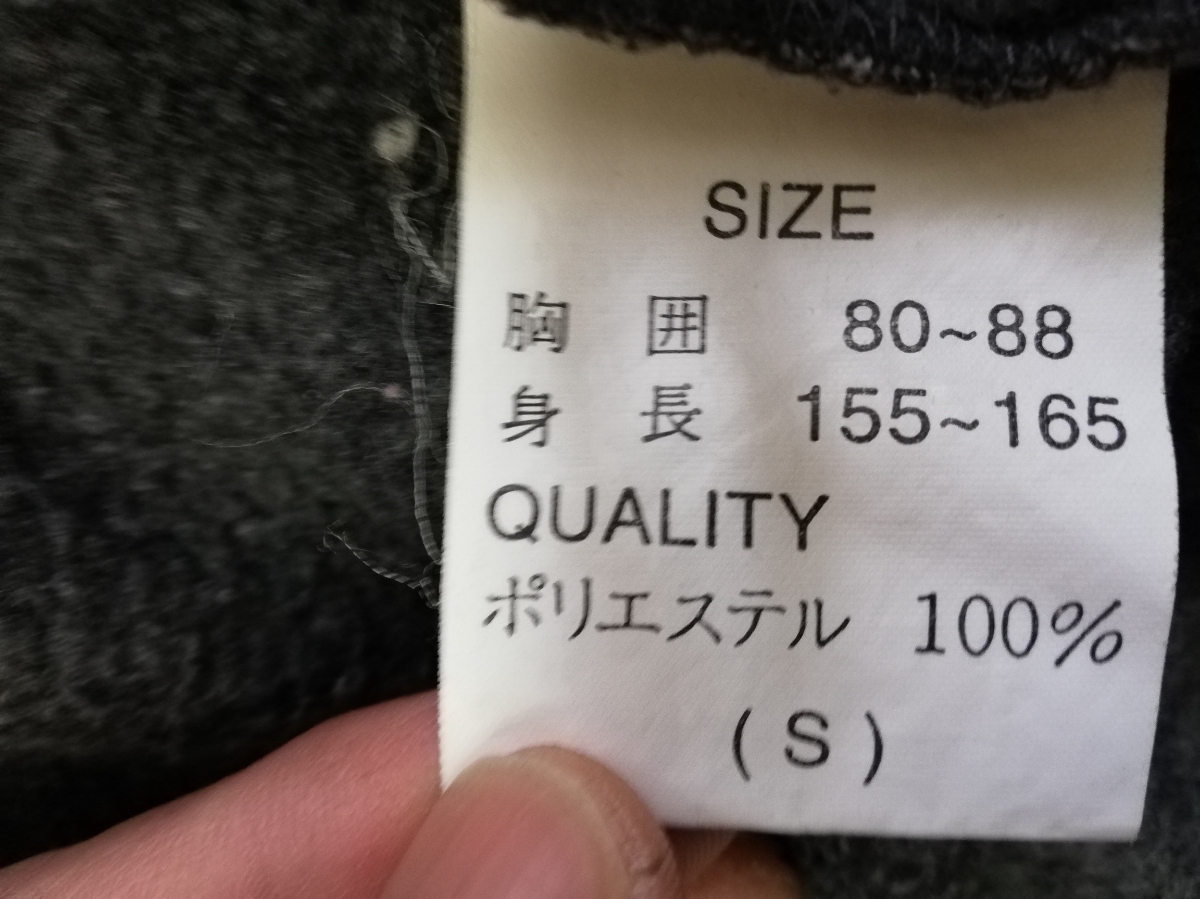 SIZE
胸囲 80~88
身長 155~165
QUALITY
ポリエステル 100%
(S)